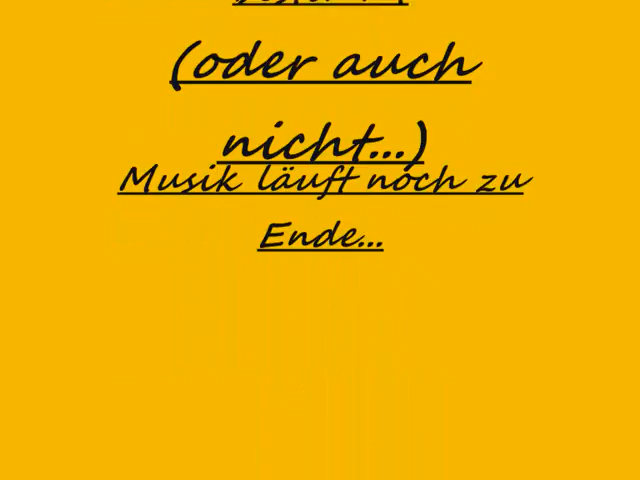 (oder auch
nicht...)
Musik läuft noch zu
Ende...